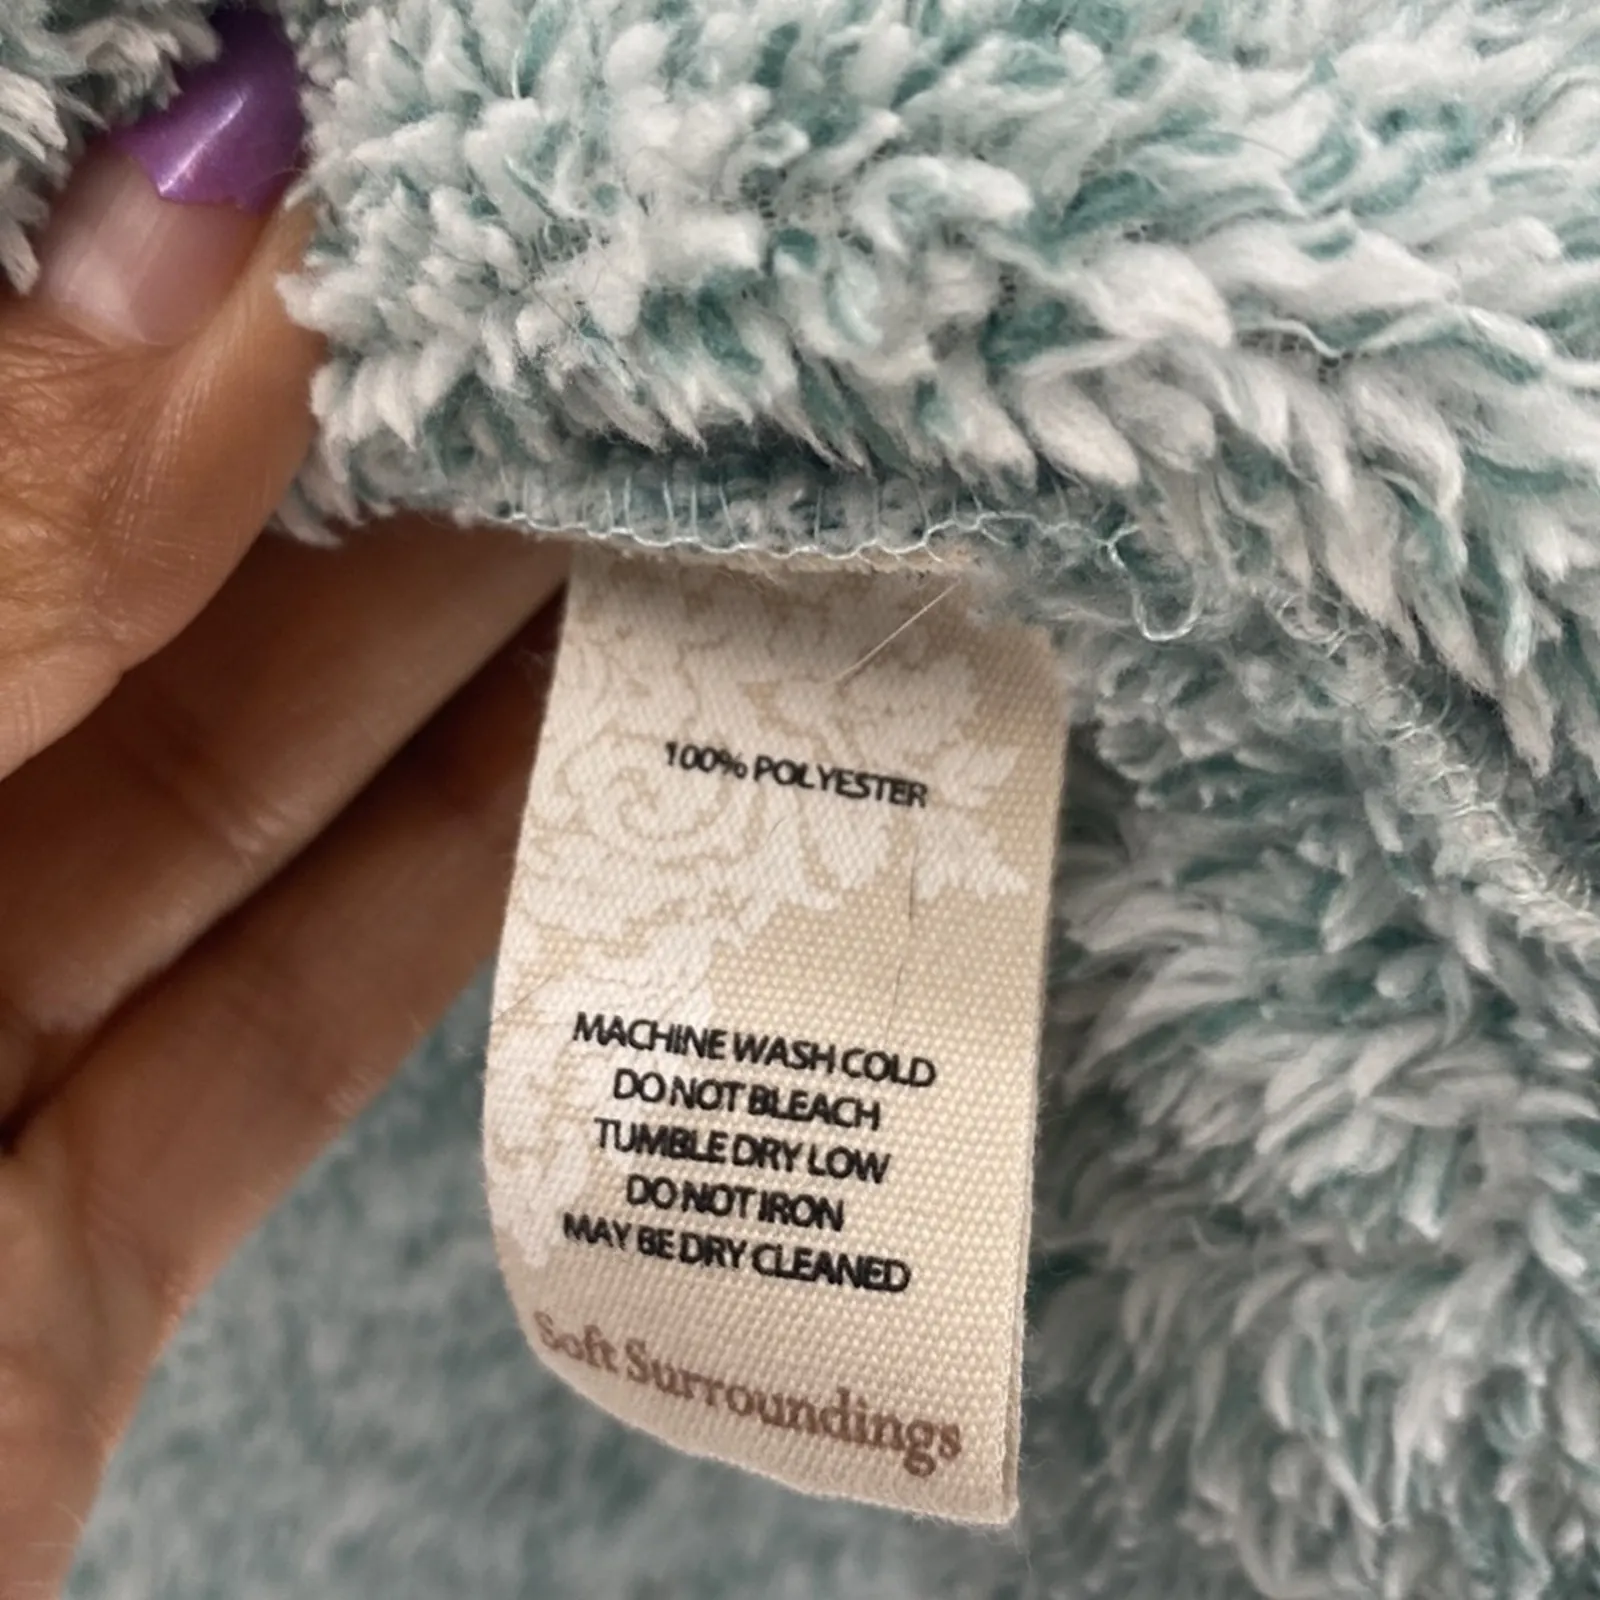 100% POLYESTER
MACHINE WASH COLD
DO NOT BLEACH
TUMBLE DRY LOW
DO NOT IRON
MAY BE DRY CLEANED
Soft Surroundings